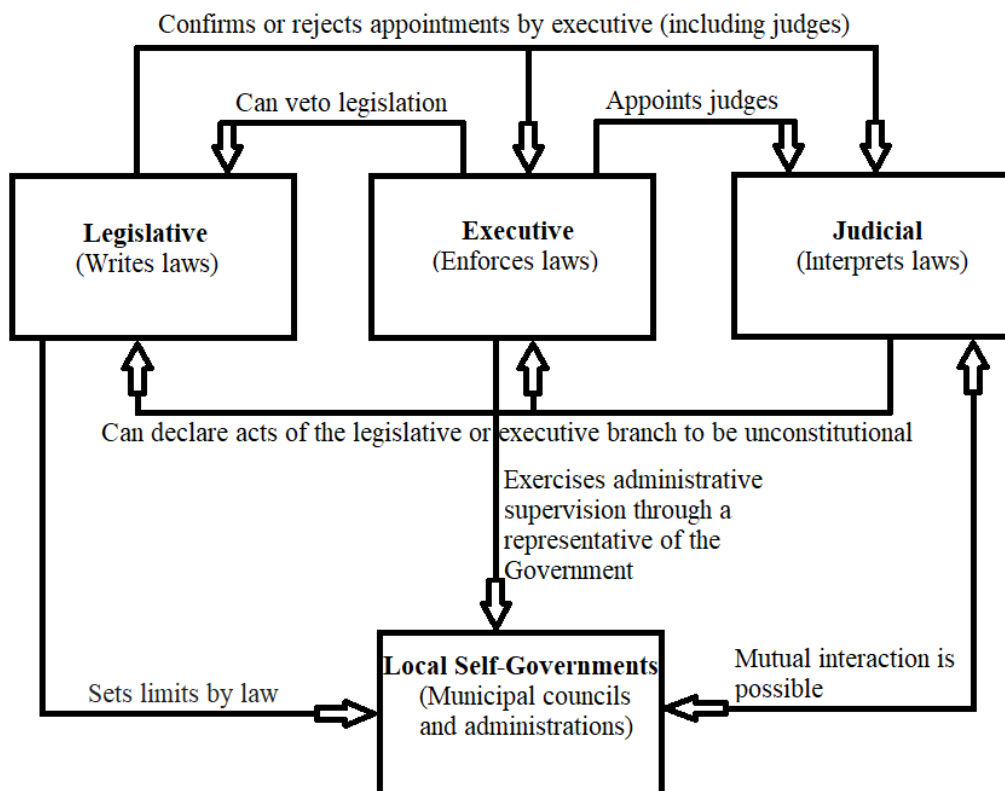 Confirms or rejects appointments by executive (including judges)
Can veto legislation
Appoints judges
Legislative
(Writes laws)
Executive
(Enforces laws)
Judicial
(Interprets laws)
Can declare acts of the legislative or executive branch to be unconstitutional
Exercises administrative
supervision through a
representative of the
Government
Local Self-Governments
(Municipal councils
and administrations)
Sets limits by law
Mutual interaction is
possible